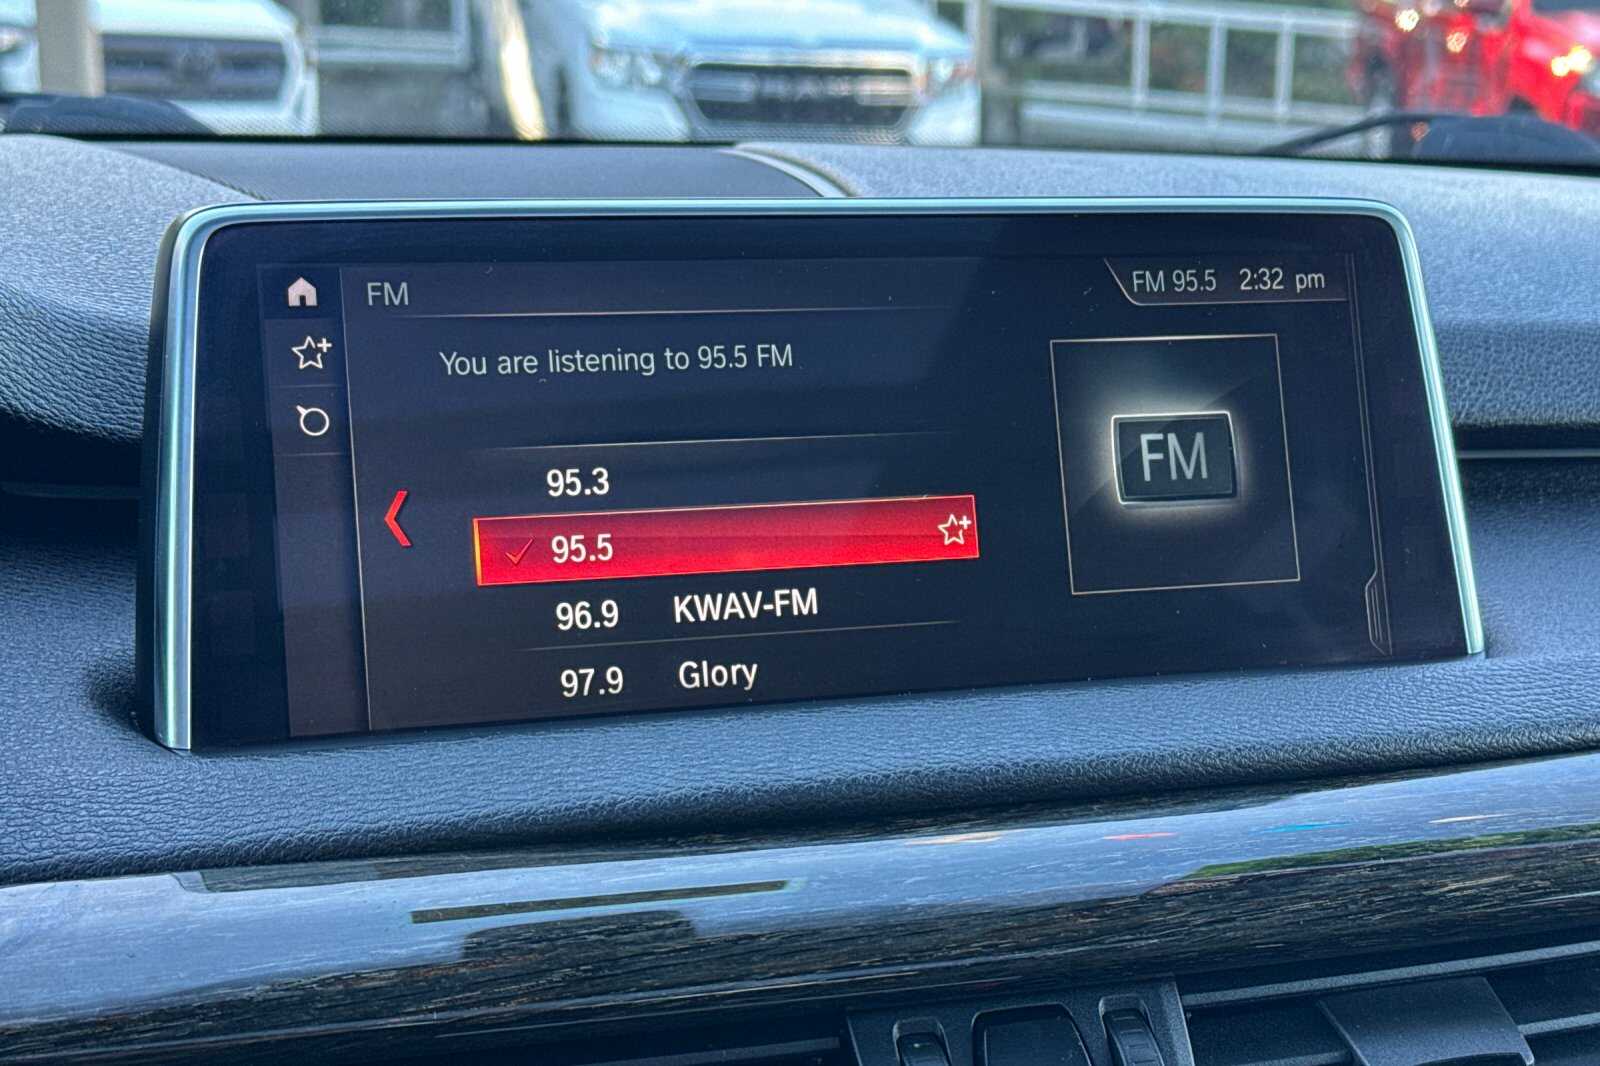 FM
FM 95.5 2:32 pm
You are listening to 95.5 FM
95.3
95.5
96.9 KWAV-FM
97.9 Glory
FM
RAM